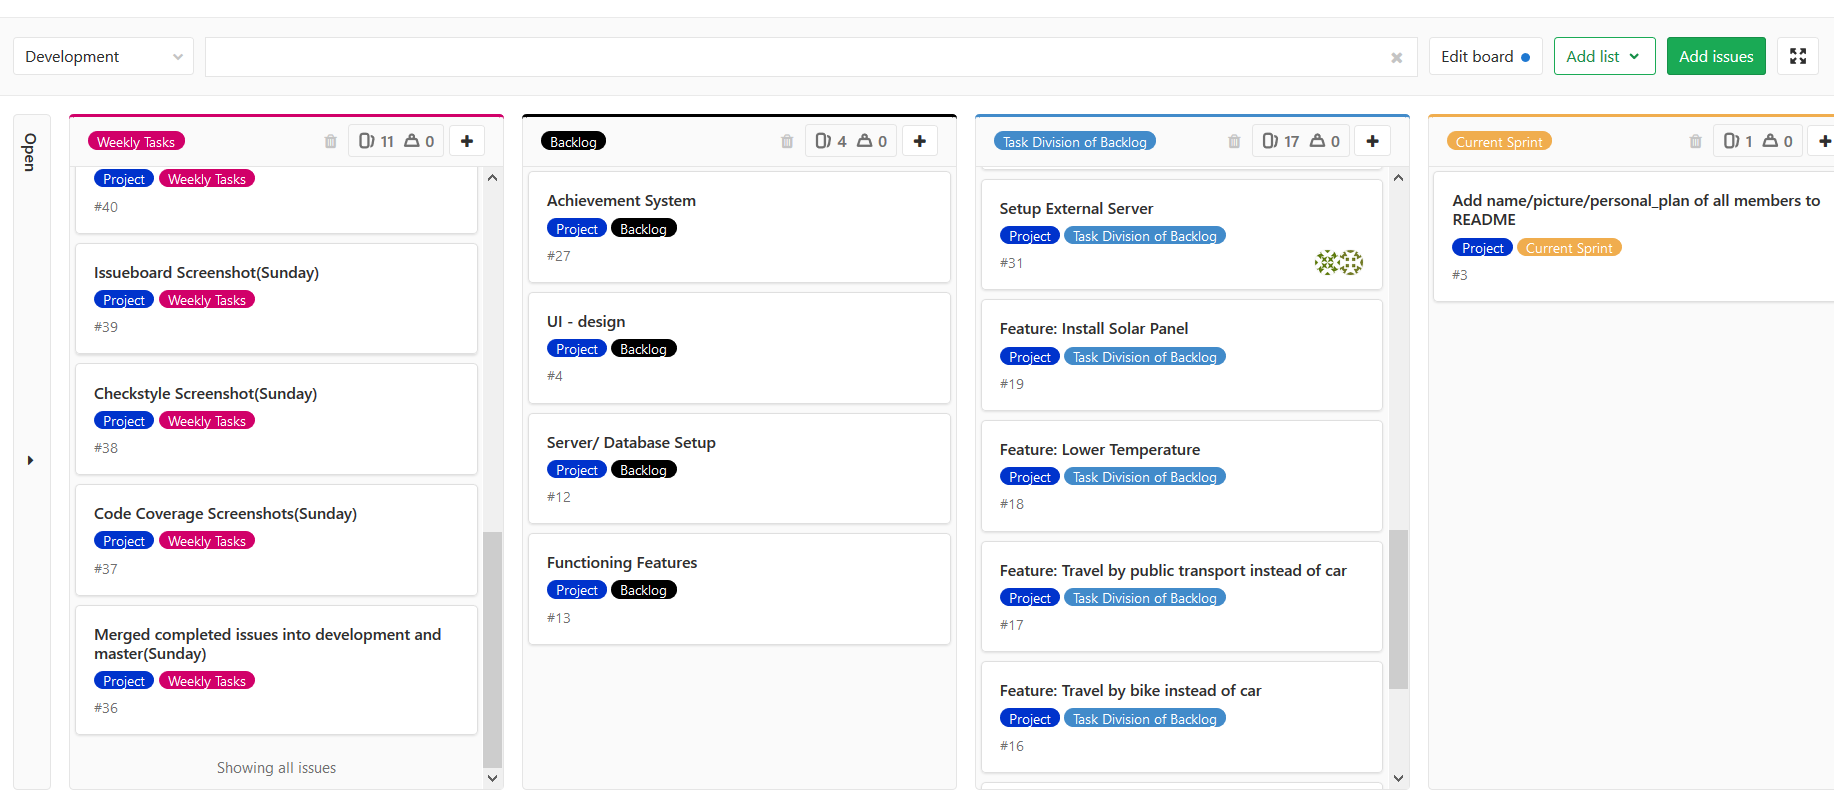 Development
Edit board
Add list
Add issues
Open
Weekly Tasks
11 0
Project Weekly Tasks
#40
Issueboard Screenshot(Sunday)
Project Weekly Tasks
#39
Checkstyle Screenshot(Sunday)
Project Weekly Tasks
#38
Code Coverage Screenshots(Sunday)
Project Weekly Tasks
#37
Merged completed issues into development and
master(Sunday)
Project Weekly Tasks
#36
Showing all issues
Backlog
4 0
Achievement System
Project Backlog
#27
UI - design
Project Backlog
#4
Server/ Database Setup
Project Backlog
#12
Functioning Features
Project Backlog
#13
Task Division of Backlog
17 0
Setup External Server
Project Task Division of Backlog
#31
Feature: Install Solar Panel
Project Task Division of Backlog
#19
Feature: Lower Temperature
Project Task Division of Backlog
#18
Feature: Travel by public transport instead of car
Project Task Division of Backlog
#17
Feature: Travel by bike instead of car
Project Task Division of Backlog
#16
Current Sprint
1 0
Add name/picture/personal_plan of all members to
README
Project Current Sprint
#3